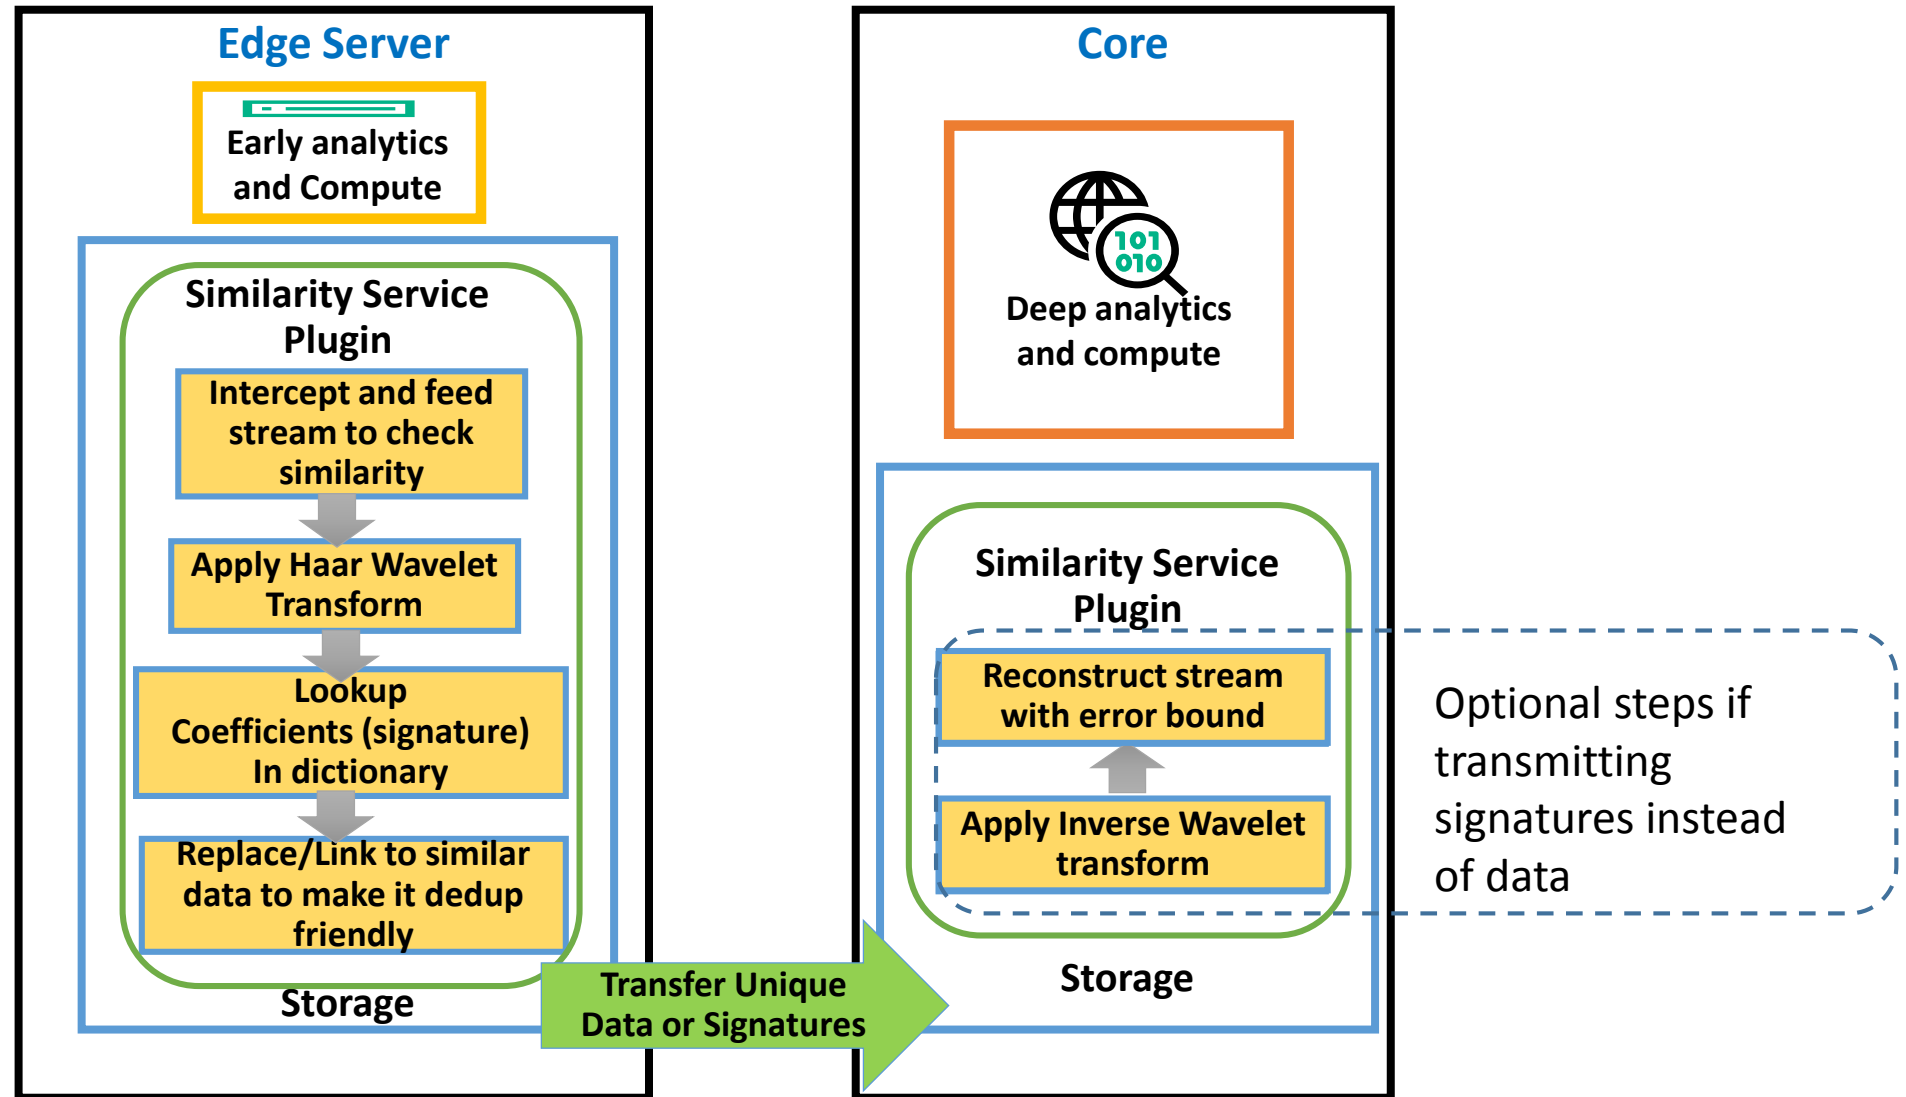 Edge Server
Early analytics
and Compute
Similarity Service
Plugin
Intercept and feed
stream to check
similarity
Apply Haar Wavelet
Transform
Lookup
Coefficients (signature)
In dictionary
Replace/Link to similar
data to make it dedup
friendly
Storage
Transfer Unique
Data or Signatures
Core
101
010
Deep analytics
and compute
Similarity Service
Plugin
Reconstruct stream
with error bound
Apply Inverse Wavelet
transform
Storage
Optional steps if
transmitting
signatures instead
of data